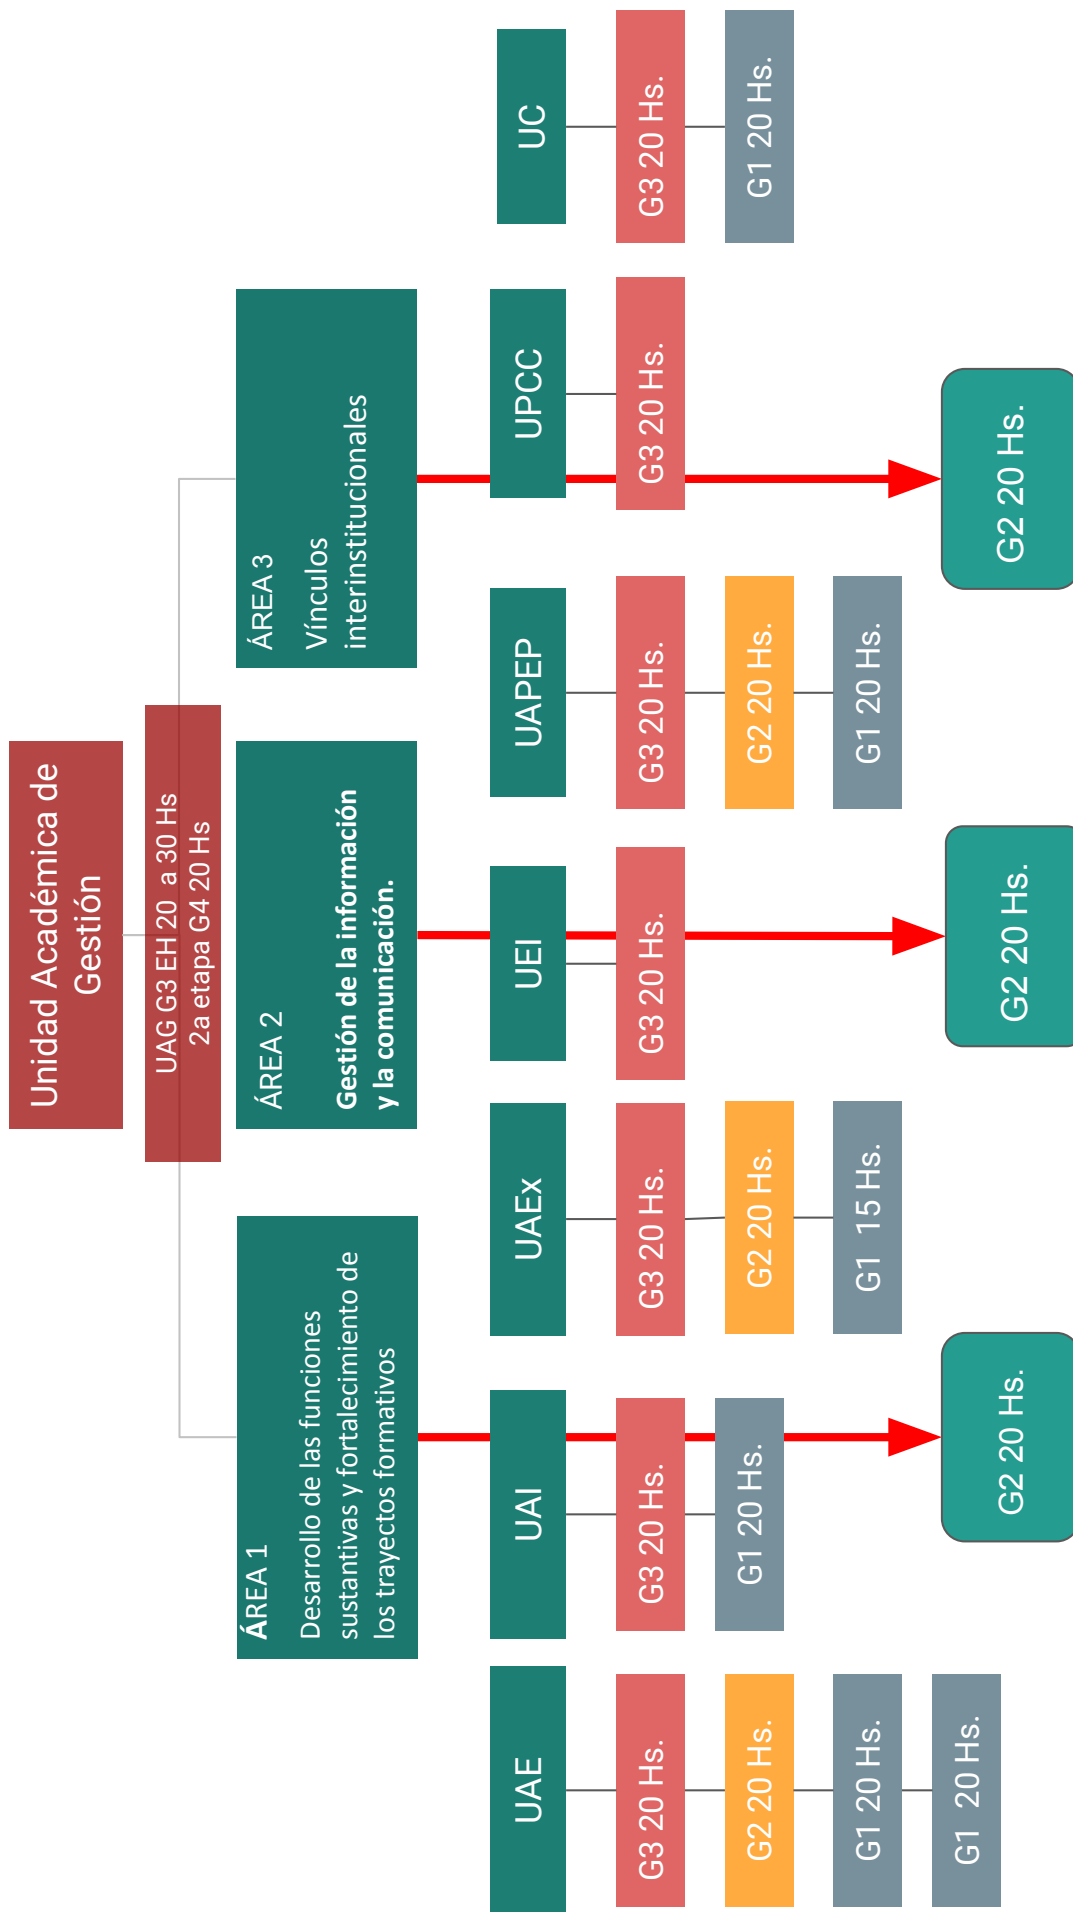 Unidad Académica de
Gestión
UAG G3 EH 20 a 30 Hs
2a etapa G4 20 Hs
ÁREA 1
Desarrollo de las funciones
sustantivas y fortalecimiento de
los trayectos formativos
ÁREA 2
Gestión de la información
y la comunicación.
ÁREA 3
Vínculos
interinstitucionales
UAE
G3 20 Hs.
G2 20 Hs.
G1 20 Hs.
G1 20 Hs.
UAI
G3 20 Hs.
G1 20 Hs.
UAEx
G3 20 Hs.
G2 20 Hs.
G1 15 Hs.
UEI
G3 20 Hs.
UAPEP
G3 20 Hs.
G2 20 Hs.
G1 20 Hs.
UPCC
G3 20 Hs.
UC
G3 20 Hs.
G1 20 Hs.
G2 20 Hs.
G2 20 Hs.
G2 20 Hs.